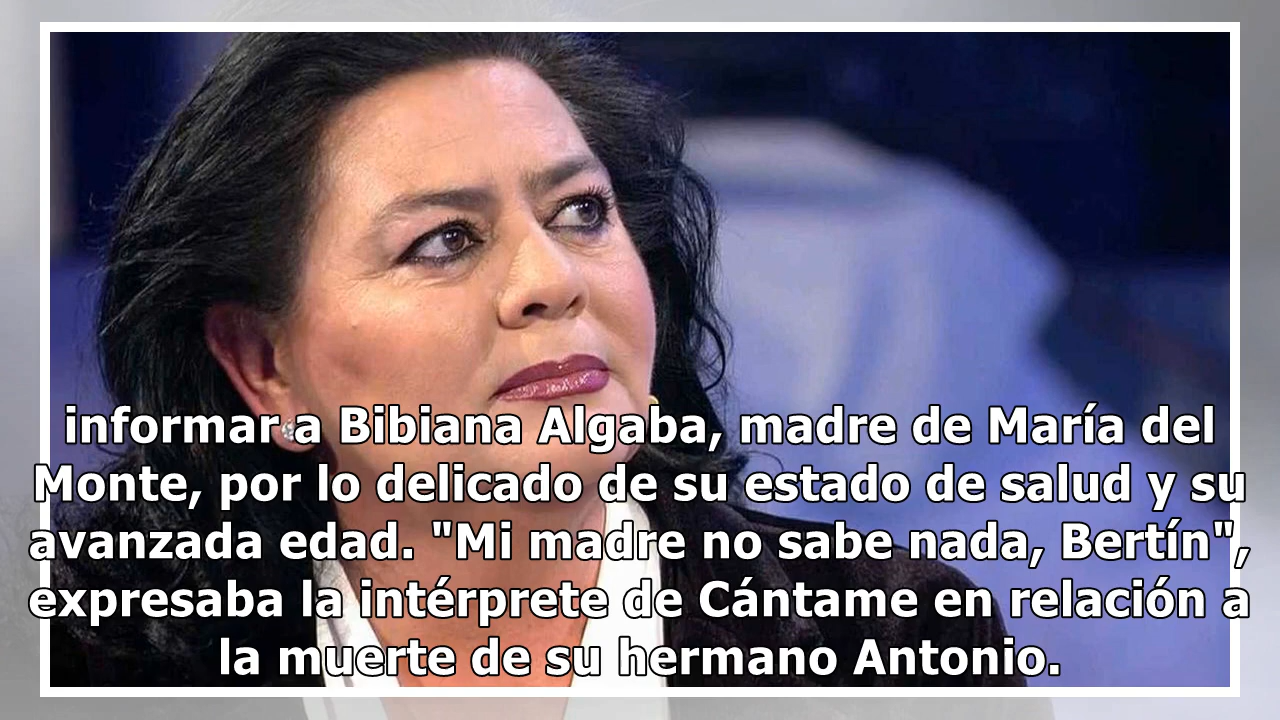 informar a Bibiana Algaba, madre de María del
Monte, por lo delicado de su estado de salud y su
avanzada edad. "Mi madre no sabe nada, Bertín",
expresaba la intérprete de Cántame en relación a
la muerte de su hermano Antonio.